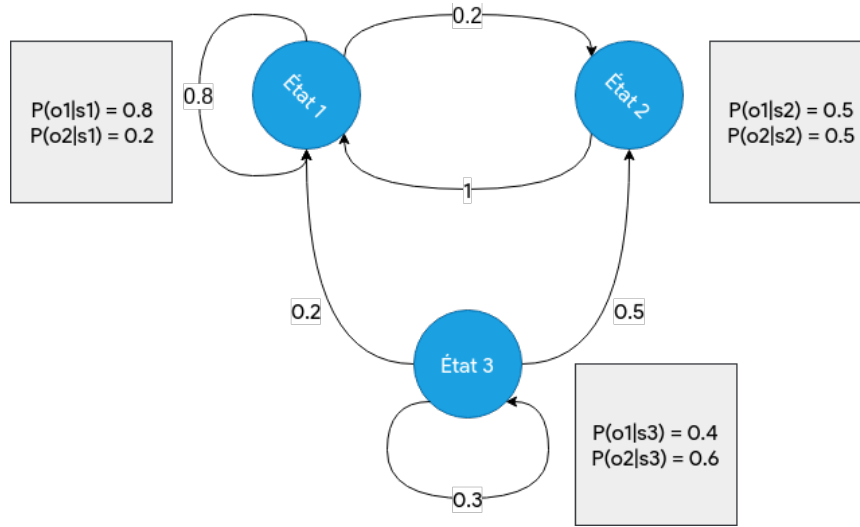 0.2
État 1
État 2
0.8
P(o1|s1) = 0.8
P(o2|s1) = 0.2
P(o1|s2) = 0.5
P(o2|s2) = 0.5
1
0.2
0.5
État 3
P(o1|s3) = 0.4
P(o2|s3) = 0.6
0.3